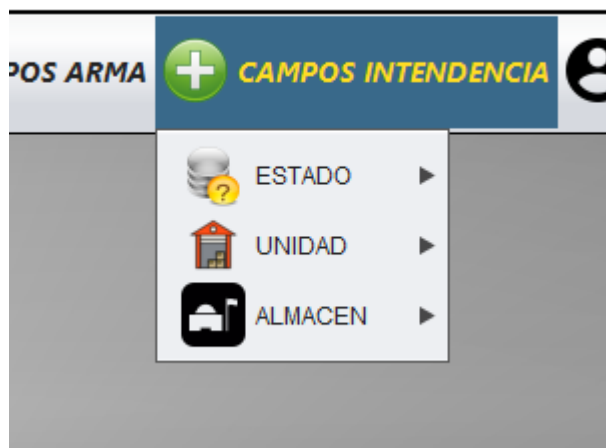 POS ARMA CAMPOS INTENDENCIA
ESTADO
UNIDAD
ALMACEN